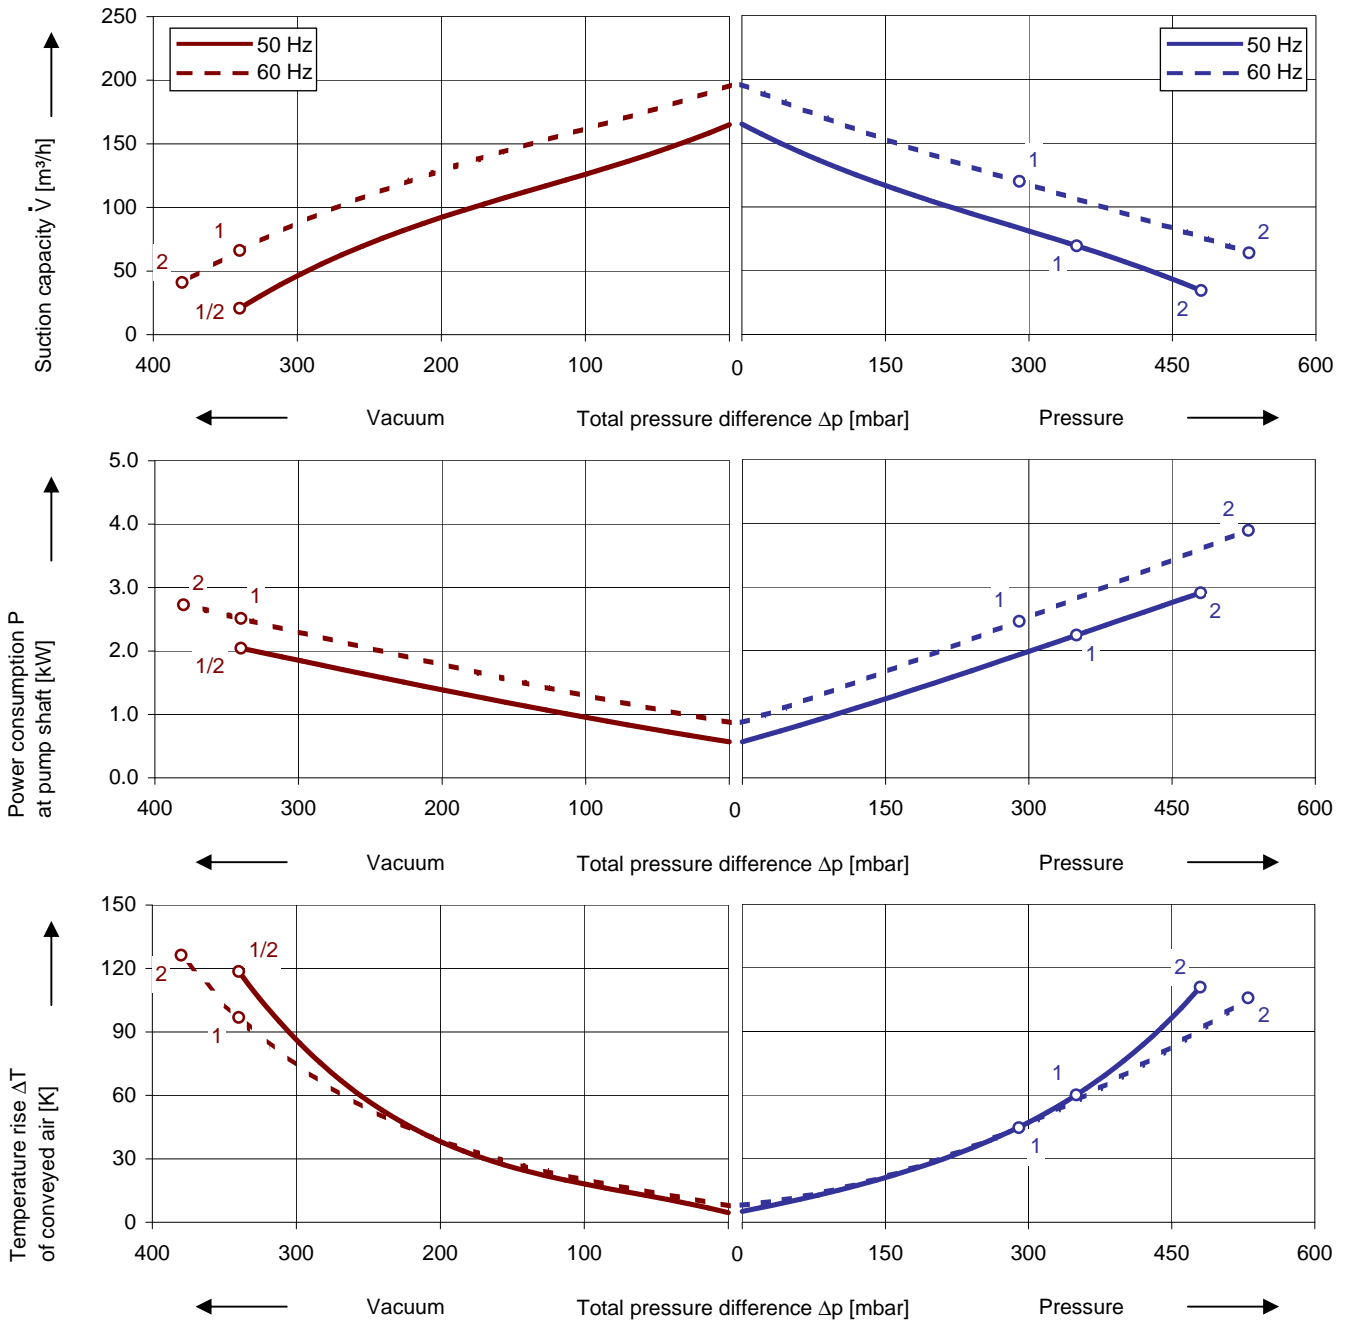 250
200
150
100
50
0
Suction capacity V̇ [m³/h]
50 Hz
60 Hz
50 Hz
60 Hz
1
2
1/2
1
2
1
2
400 300 200 100 0 150 300 450 600
Vacuum Total pressure difference Δp [mbar] Pressure
5.0
4.0
3.0
2.0
1.0
0.0
Power consumption P
at pump shaft [kW]
2
1
1/2
2
1
2
1
400 300 200 100 0 150 300 450 600
Vacuum Total pressure difference Δp [mbar] Pressure
150
120
90
60
30
0
Temperature rise ΔT
of conveyed air [K]
1/2
2
1
2
2
1
1
400 300 200 100 0 150 300 450 600
Vacuum Total pressure difference Δp [mbar] Pressure